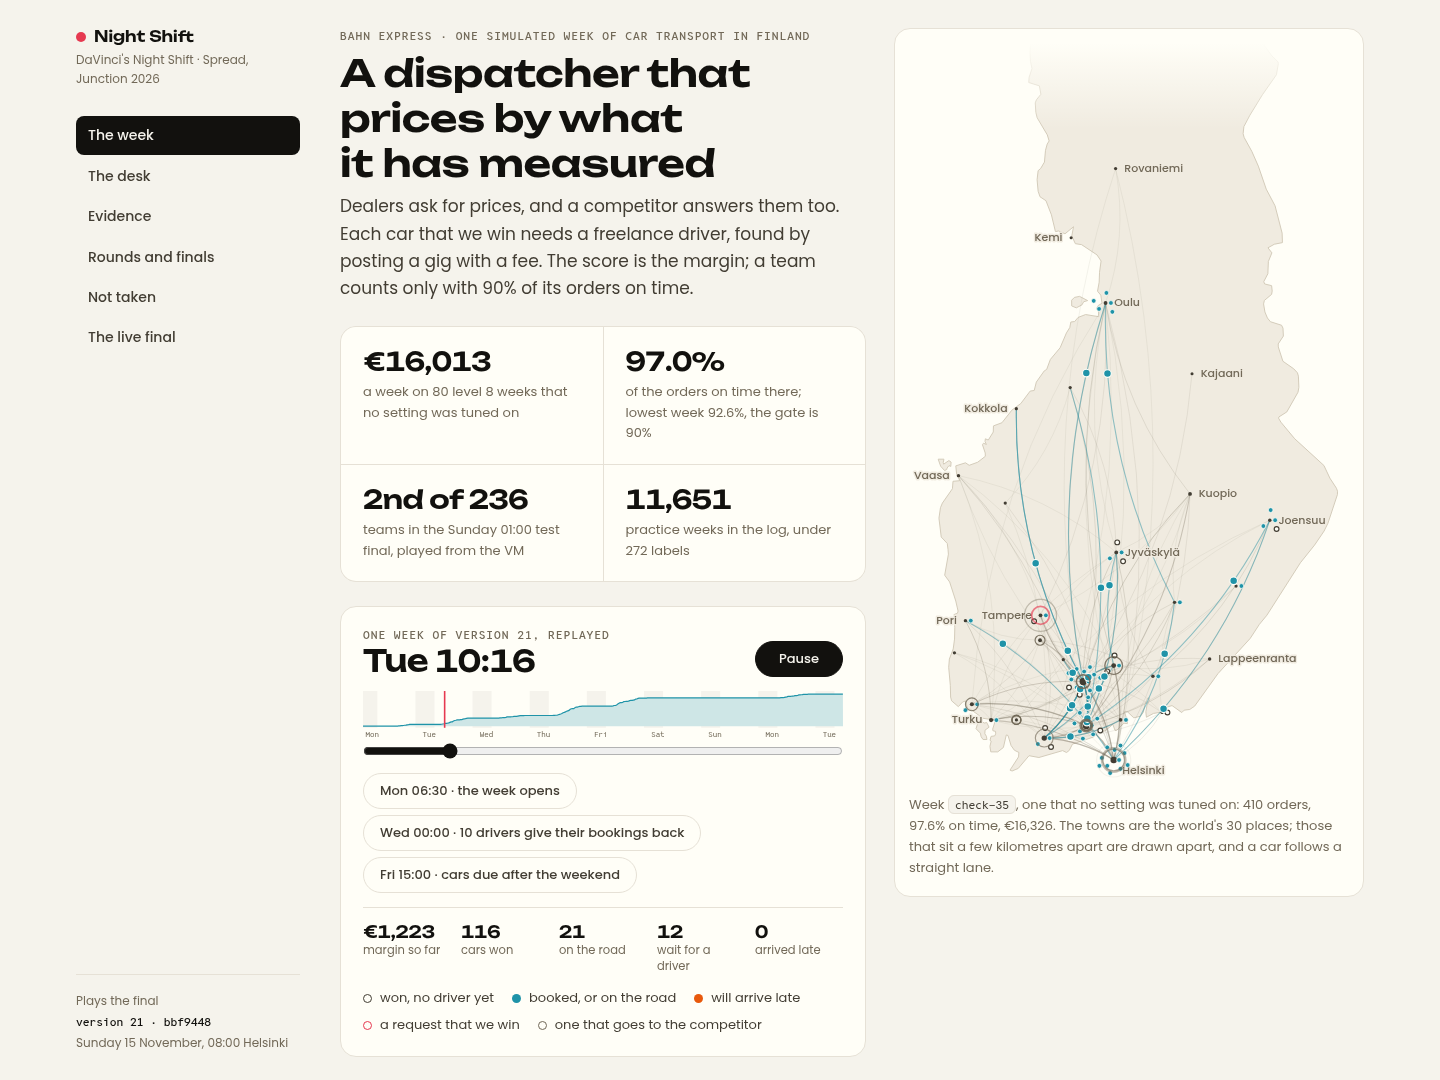 Night Shift
DaVinci's Night Shift · Spread,
Junction 2026
The week
The desk
Evidence
Rounds and finals
Not taken
The live final
Plays the final
version 21 · bbf9448
Sunday 15 November, 08:00 Helsinki
BAHN EXPRESS · ONE SIMULATED WEEK OF CAR TRANSPORT IN FINLAND
A dispatcher that
prices by what
it has measured
Dealers ask for prices, and a competitor answers them too.
Each car that we win needs a freelance driver, found by
posting a gig with a fee. The score is the margin; a team
counts only with 90% of its orders on time.
€16,013
a week on 80 level 8 weeks that
no setting was tuned on
97.0%
of the orders on time there;
lowest week 92.6%, the gate is
90%
2nd of 236
teams in the Sunday 01:00 test
final, played from the VM
11,651
practice weeks in the log, under
272 labels
ONE WEEK OF VERSION 21, REPLAYED
Tue 10:16
Pause
Mon Tue Wed Thu Fri Sat Sun Mon Tue
Mon 06:30 · the week opens
Wed 00:00 · 10 drivers give their bookings back
Fri 15:00 · cars due after the weekend
€1,223
margin so far
116
cars won
21
on the road
12
wait for a
driver
0
arrived late
won, no driver yet
booked, or on the road
will arrive late
a request that we win
one that goes to the competitor
Rovaniemi
Kemi
Oulu
Kajaani
Kokkola
Vaasa
Kuopio
Joensuu
Jyväskylä
Tampere
Pori
Lappeenranta
Turku
Helsinki
Week check-35, one that no setting was tuned on: 410 orders,
97.6% on time, €16,326. The towns are the world's 30 places; those
that sit a few kilometres apart are drawn apart, and a car follows a
straight lane.